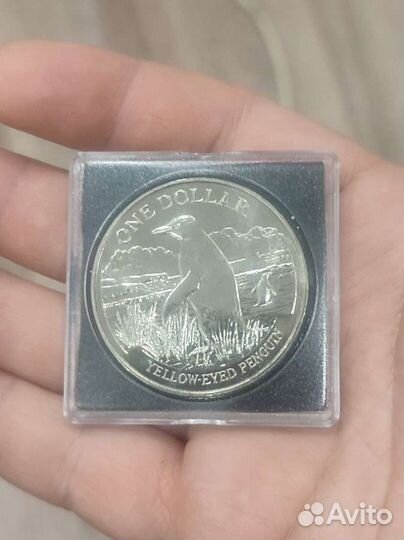 ONE DOLLAR
YELLOW-EYED PENGUIN
Avito